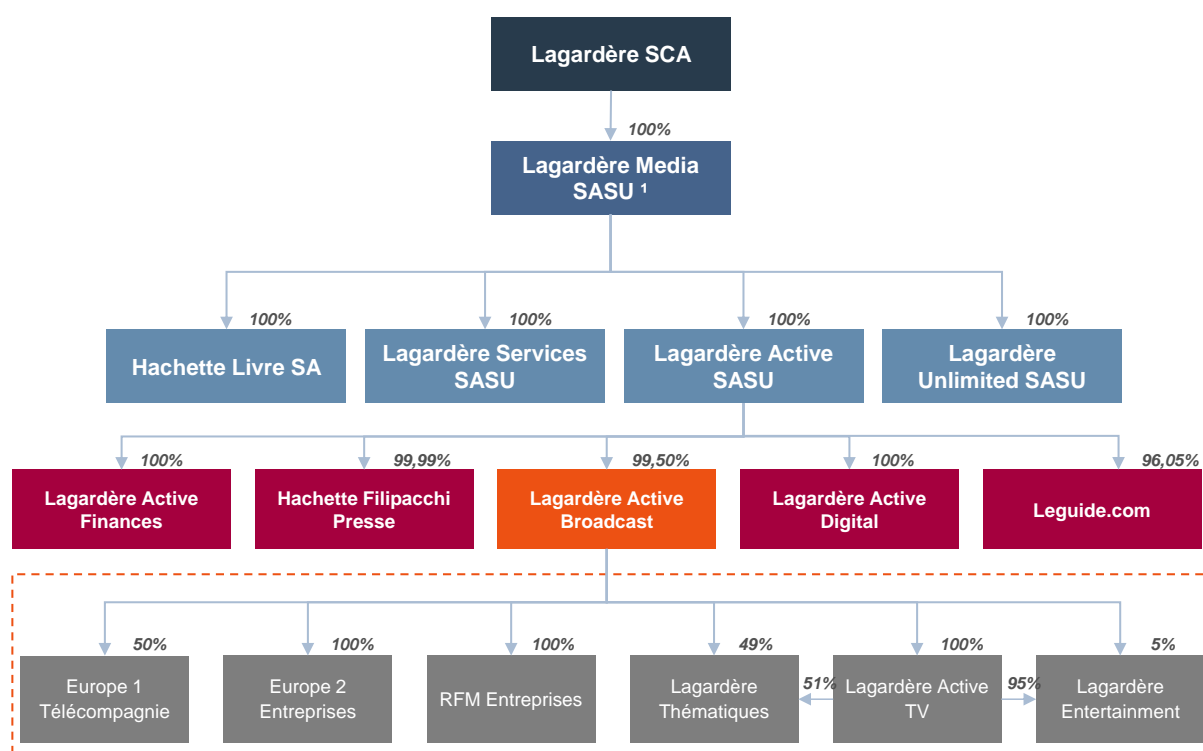 Lagardère SCA
100%
Lagardère Media
SASU ¹
100%
100%
100%
100%
Hachette Livre SA
Lagardère Services
SASU
Lagardère Active
SASU
Lagardère
Unlimited SASU
100%
99,99%
99,50%
100%
96,05%
Lagardère Active
Finances
Hachette Filipacchi
Presse
Lagardère Active
Broadcast
Lagardère Active
Digital
Leguide.com
50%
100%
100%
49%
100%
5%
Europe 1
Télécompagnie
Europe 2
Entreprises
RFM Entreprises
Lagardère
Thématiques
51%
Lagardère Active
TV
95%
Lagardère
Entertainment